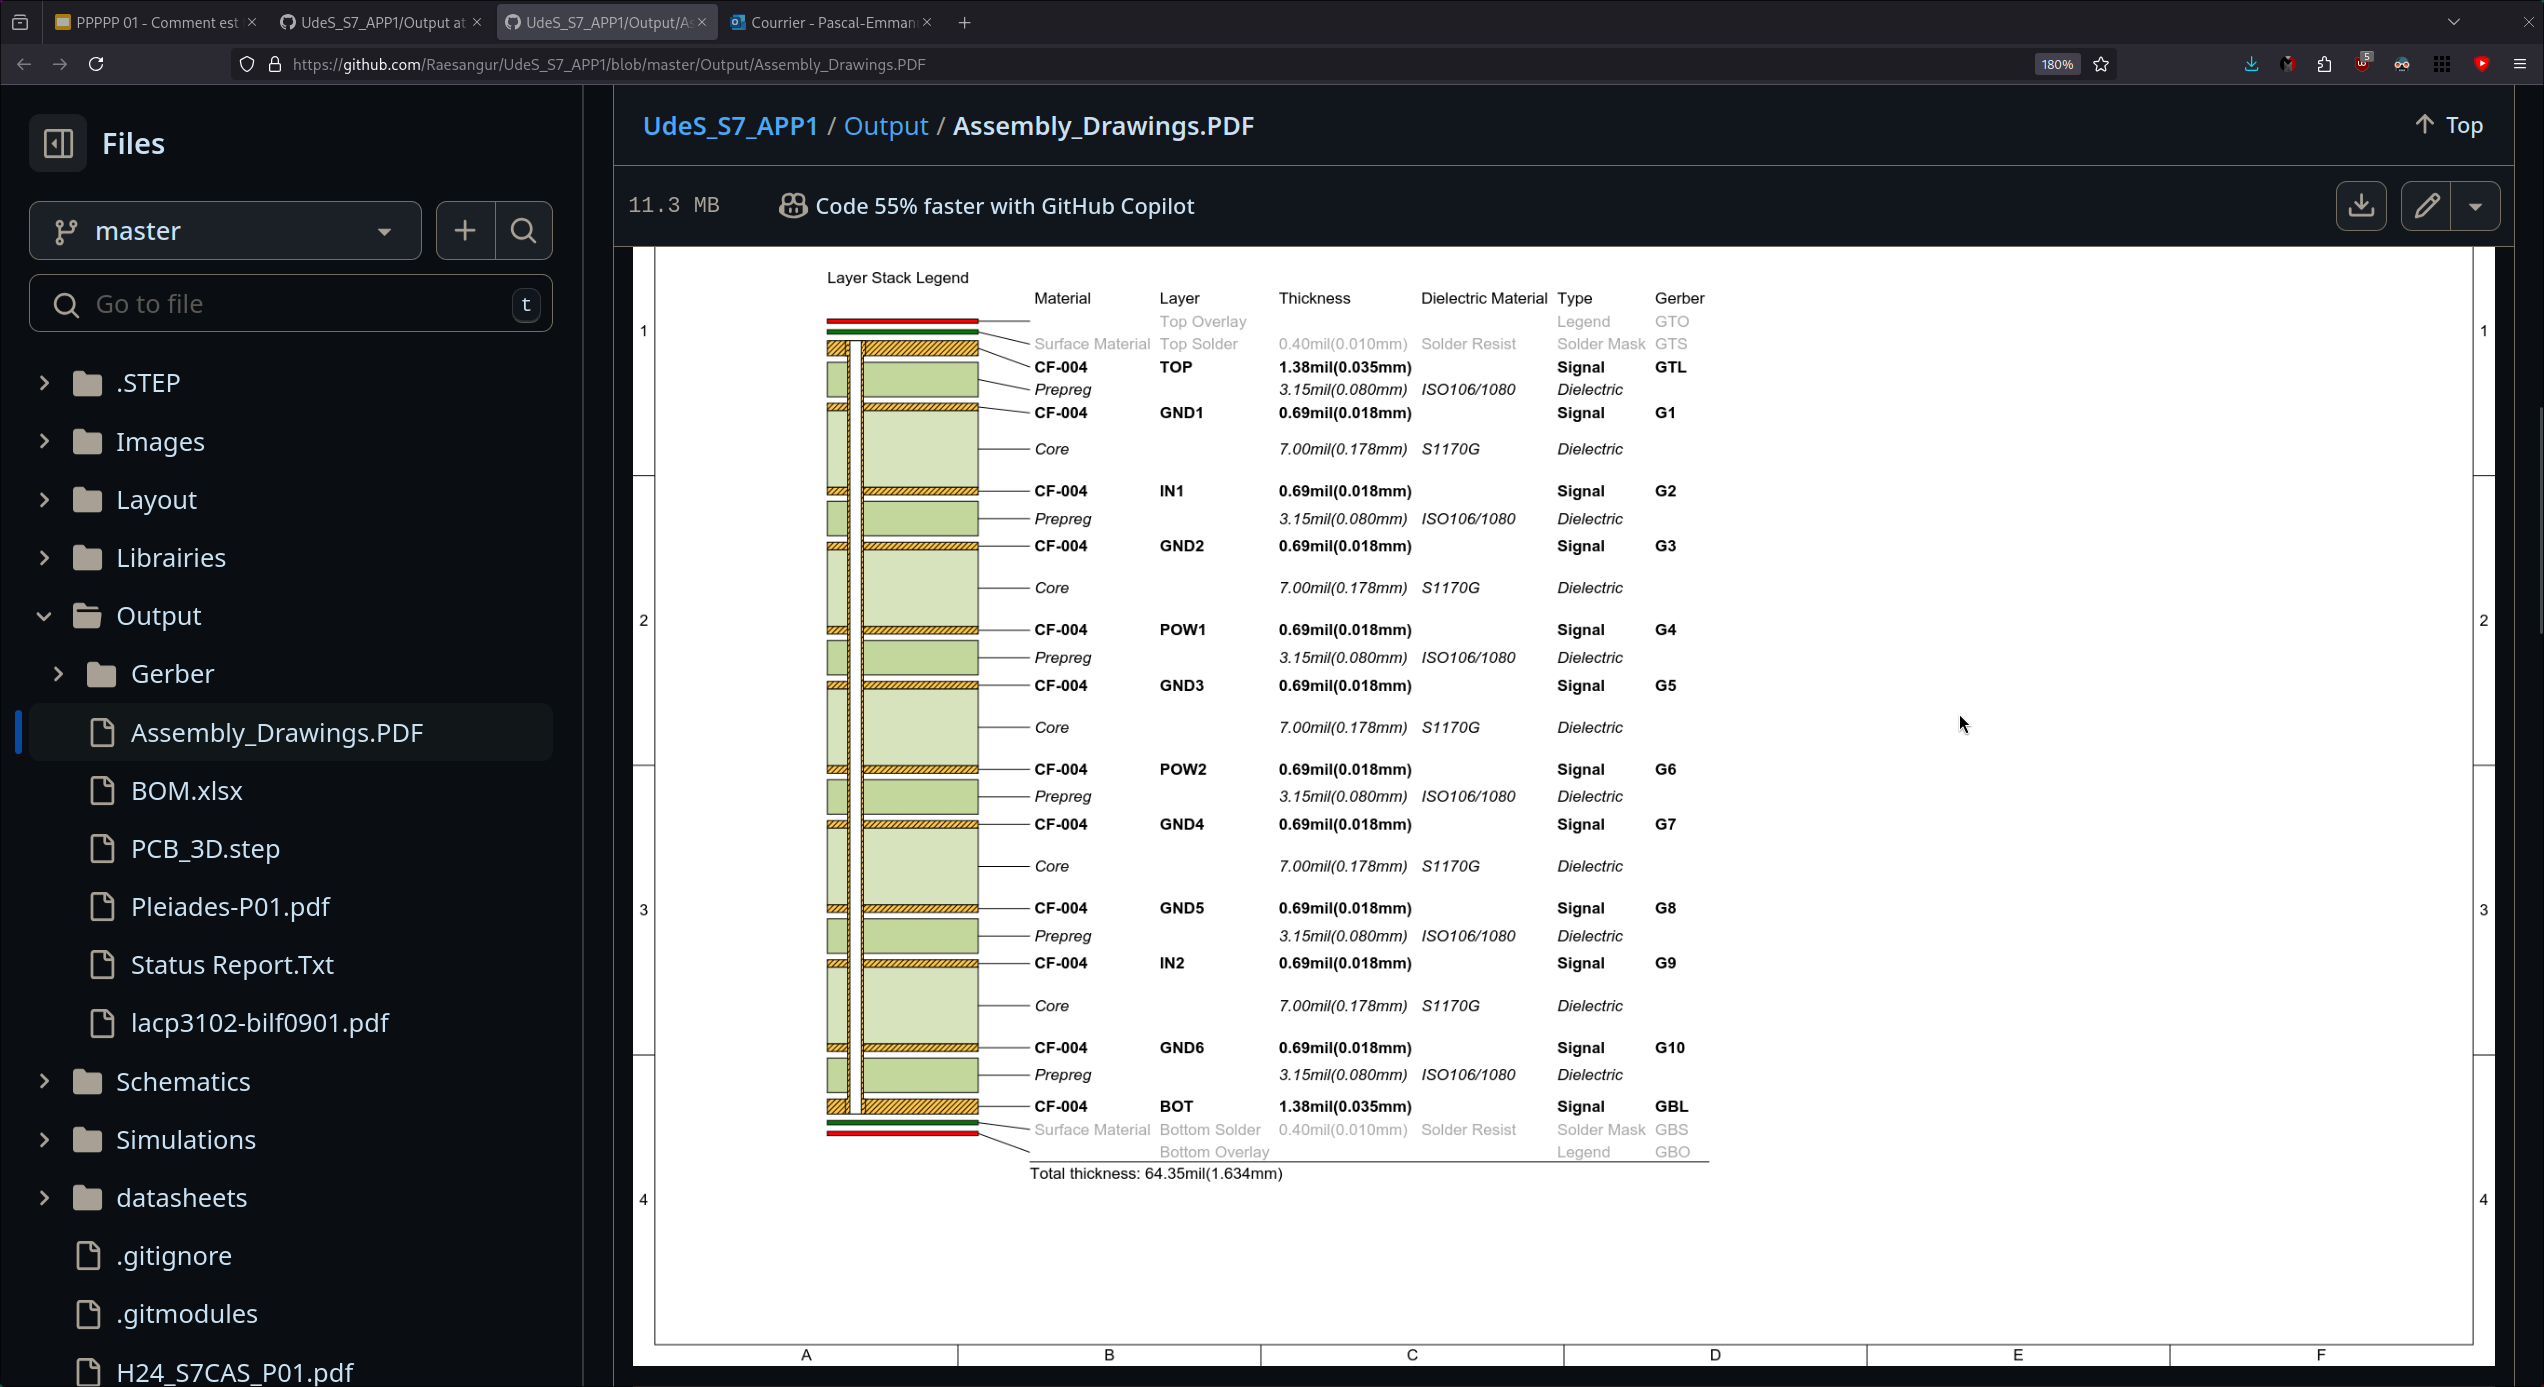 PPPPP 01 - Comment est
UdeS_S7_APP1/Output at
UdeS_S7_APP1/Output/As
Courrier - Pascal-Emman
https://github.com/Raesangur/UdeS_S7_APP1/blob/master/Output/Assembly_Drawings.PDF
180%
5
Files
master
Go to file
t
.STEP
Images
Layout
Librairies
Output
Gerber
Assembly_Drawings.PDF
BOM.xlsx
PCB_3D.step
Pleiades-P01.pdf
Status Report.Txt
lacp3102-bilf0901.pdf
Schematics
Simulations
datasheets
.gitignore
.gitmodules
H24_S7CAS_P01.pdf
UdeS_S7_APP1 / Output / Assembly_Drawings.PDF
Top
11.3 MB
Code 55% faster with GitHub Copilot
Layer Stack Legend
Material Layer Thickness Dielectric Material Type Gerber
Top Overlay Legend GTO
Surface Material Top Solder 0.40mil(0.010mm) Solder Resist Solder Mask GTS
CF-004 TOP 1.38mil(0.035mm) Signal GTL
Prepreg 3.15mil(0.080mm) ISO106/1080 Dielectric
CF-004 GND1 0.69mil(0.018mm) Signal G1
Core 7.00mil(0.178mm) S1170G Dielectric
CF-004 IN1 0.69mil(0.018mm) Signal G2
Prepreg 3.15mil(0.080mm) ISO106/1080 Dielectric
CF-004 GND2 0.69mil(0.018mm) Signal G3
Core 7.00mil(0.178mm) S1170G Dielectric
CF-004 POW1 0.69mil(0.018mm) Signal G4
Prepreg 3.15mil(0.080mm) ISO106/1080 Dielectric
CF-004 GND3 0.69mil(0.018mm) Signal G5
Core 7.00mil(0.178mm) S1170G Dielectric
CF-004 POW2 0.69mil(0.018mm) Signal G6
Prepreg 3.15mil(0.080mm) ISO106/1080 Dielectric
CF-004 GND4 0.69mil(0.018mm) Signal G7
Core 7.00mil(0.178mm) S1170G Dielectric
CF-004 GND5 0.69mil(0.018mm) Signal G8
Prepreg 3.15mil(0.080mm) ISO106/1080 Dielectric
CF-004 IN2 0.69mil(0.018mm) Signal G9
Core 7.00mil(0.178mm) S1170G Dielectric
CF-004 GND6 0.69mil(0.018mm) Signal G10
Prepreg 3.15mil(0.080mm) ISO106/1080 Dielectric
CF-004 BOT 1.38mil(0.035mm) Signal GBL
Surface Material Bottom Solder 0.40mil(0.010mm) Solder Resist Solder Mask GBS
Bottom Overlay Legend GBO
Total thickness: 64.35mil(1.634mm)
1 1
2 2
3 3
4 4
A B C D E F